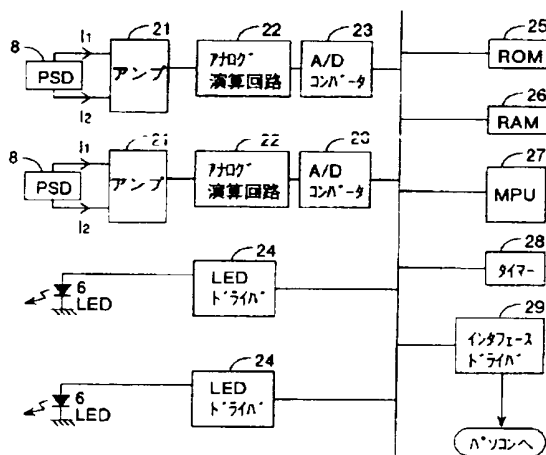 8
PSD
I1
I2
21
アンプ
22
アナログ
演算回路
23
A/D
コンバータ
25
ROM
26
RAM
8
PSD
I1
I2
21
アンプ
22
アナログ
演算回路
23
A/D
コンバータ
27
MPU
6
LED
24
LED
ドライバ
28
タイマー
29
インタフェース
ドライバ
6
LED
24
LED
ドライバ
パソコンへ